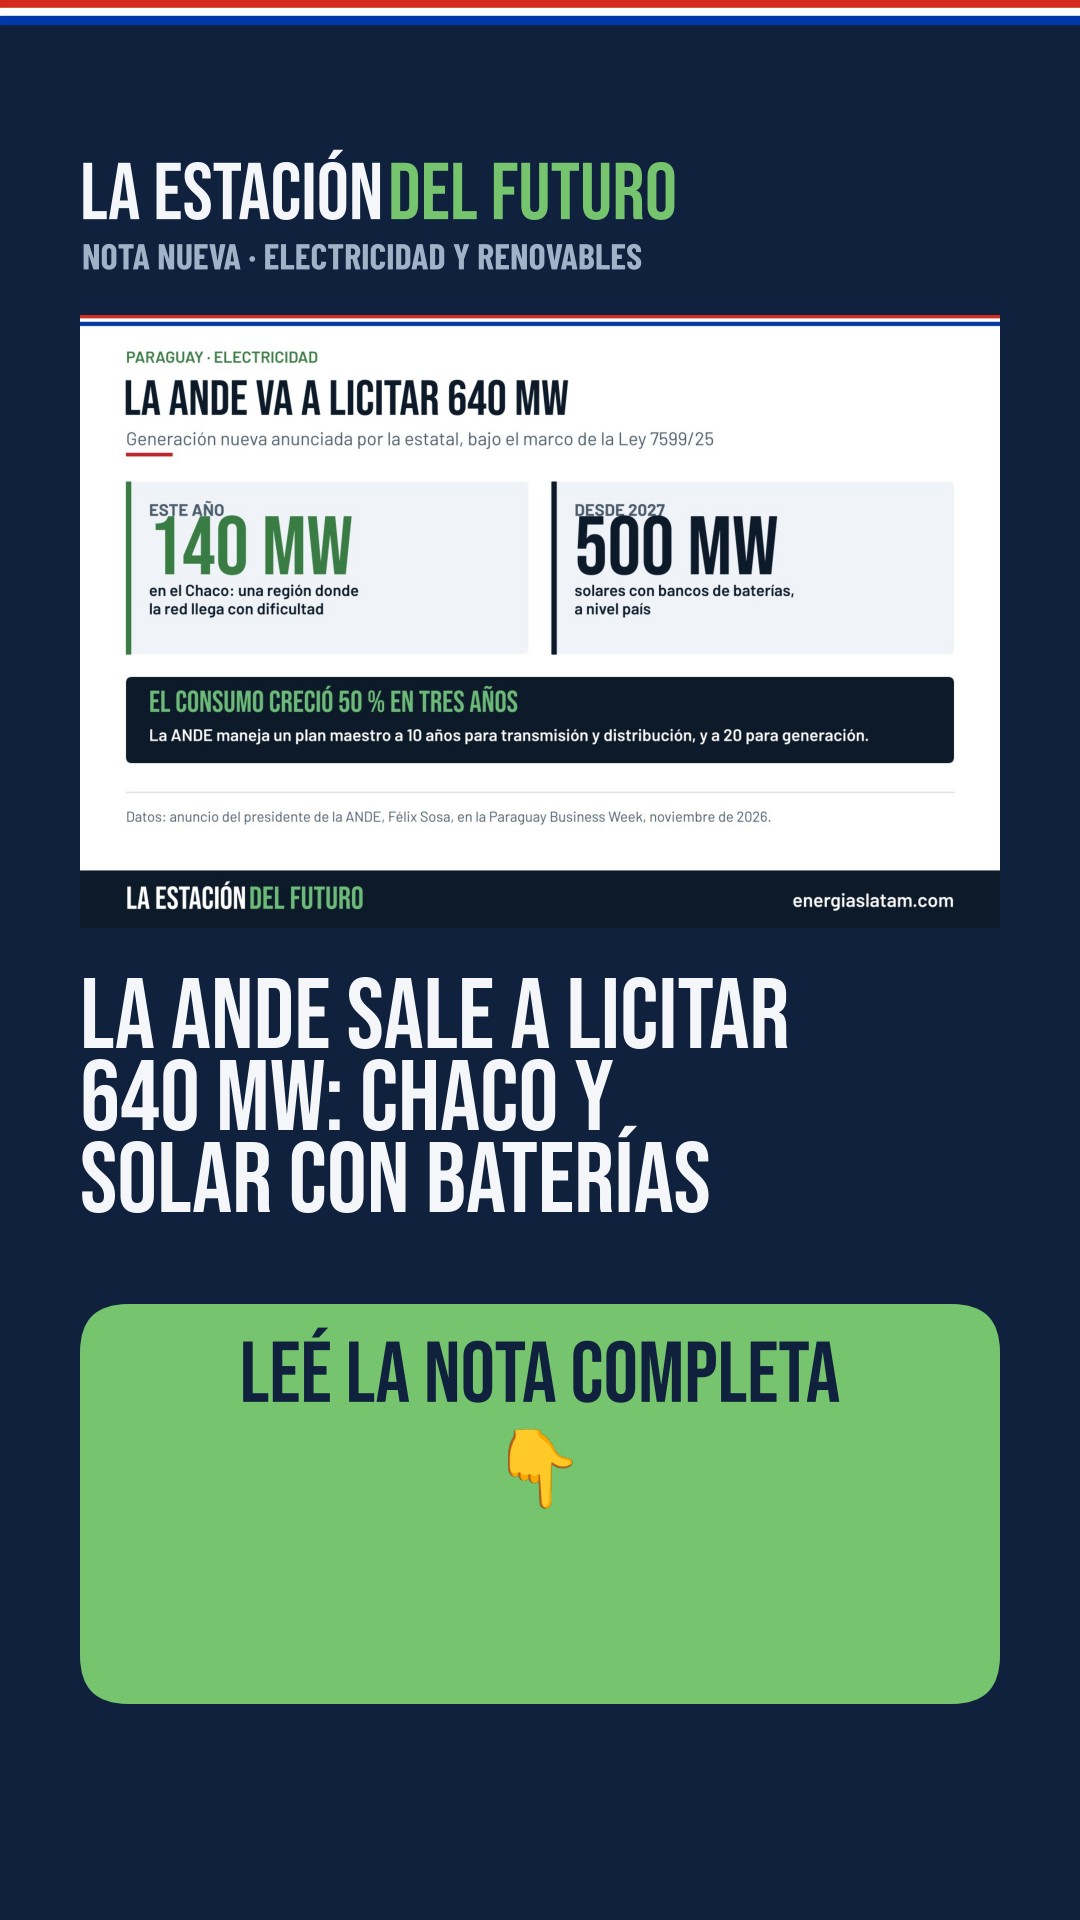 LA ESTACIÓN DEL FUTURO
NOTA NUEVA · ELECTRICIDAD Y RENOVABLES
PARAGUAY · ELECTRICIDAD
LA ANDE VA A LICITAR 640 MW
Generación nueva anunciada por la estatal, bajo el marco de la Ley 7599/25
ESTE AÑO
140 MW
en el Chaco: una región donde
la red llega con dificultad
DESDE 2027
500 MW
solares con bancos de baterías,
a nivel país
EL CONSUMO CRECIÓ 50 % EN TRES AÑOS
La ANDE maneja un plan maestro a 10 años para transmisión y distribución, y a 20 para generación.
Datos: anuncio del presidente de la ANDE, Félix Sosa, en la Paraguay Business Week, noviembre de 2026.
LA ESTACIÓN DEL FUTURO
energiaslatam.com
LA ANDE SALE A LICITAR
640 MW: CHACO Y
SOLAR CON BATERÍAS
LEÉ LA NOTA COMPLETA